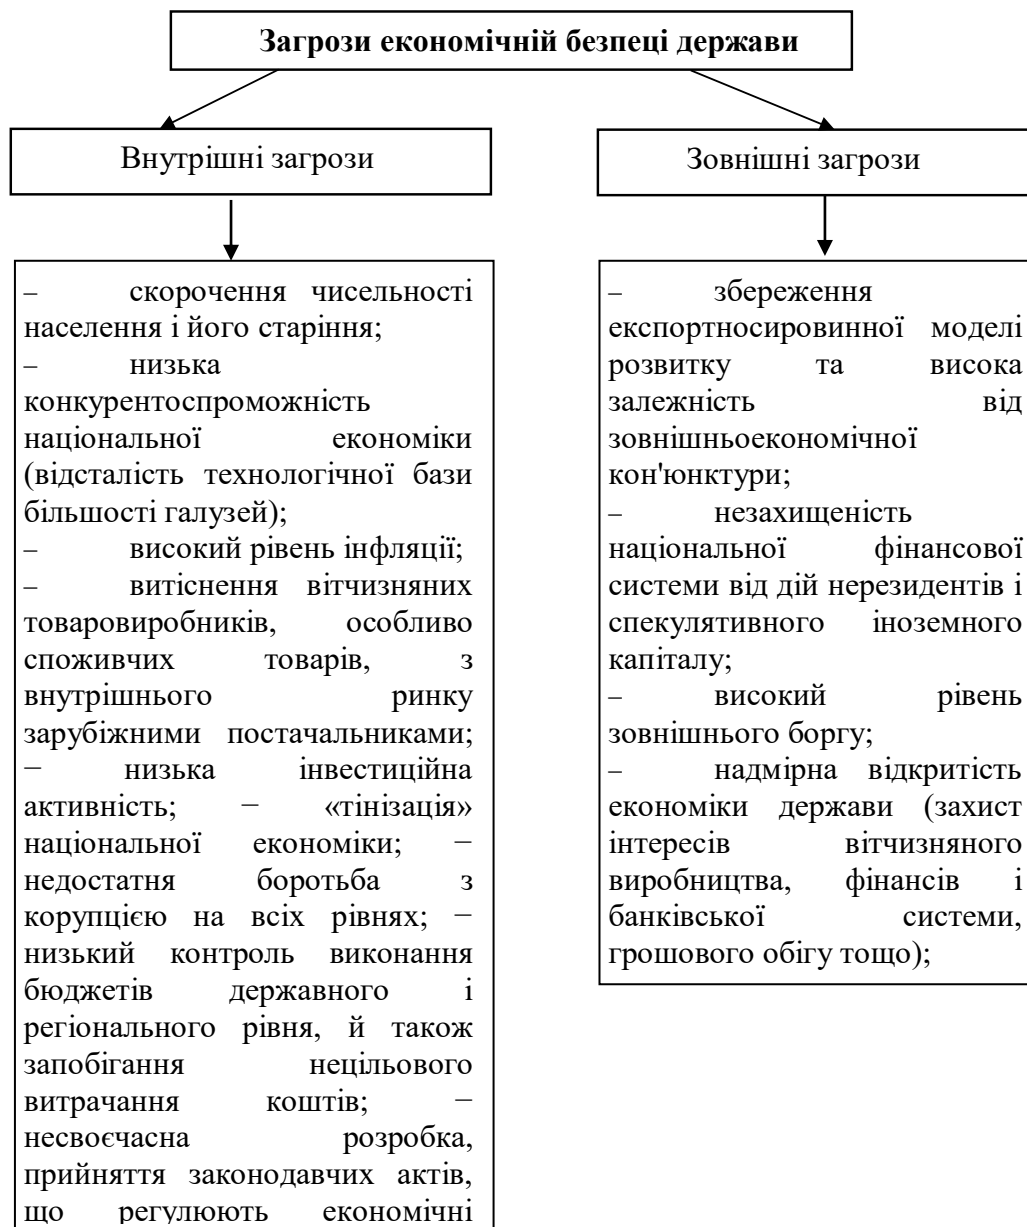 Загрози економічній безпеці держави
Внутрішні загрози
Зовнішні загрози
– скорочення чисельності
населення і його старіння;
– низька
конкурентоспроможність
національної економіки
(відсталість технологічної бази
більшості галузей);
– високий рівень інфляції;
– витіснення вітчизняних
товаровиробників, особливо
споживчих товарів, з
внутрішнього ринку
зарубіжними постачальниками;
− низька інвестиційна
активність; − «тінізація»
національної економіки; −
недостатня боротьба з
корупцією на всіх рівнях; −
низький контроль виконання
бюджетів державного і
регіонального рівня, й також
запобігання нецільового
витрачання коштів; −
несвоєчасна розробка,
прийняття законодавчих актів,
що регулюють економічні
– збереження
експортносировинної моделі
розвитку та висока
залежність від
зовнішньоекономічної
кон'юнктури;
– незахищеність
національної фінансової
системи від дій нерезидентів і
спекулятивного іноземного
капіталу;
– високий рівень
зовнішнього боргу;
– надмірна відкритість
економіки держави (захист
інтересів вітчизняного
виробництва, фінансів і
банківської системи,
грошового обігу тощо);